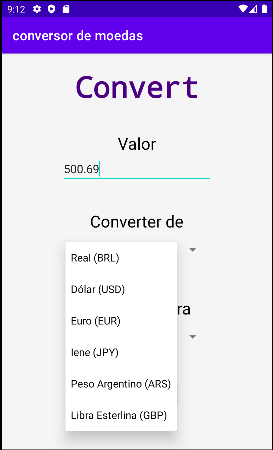 9:12
conversor de moedas
Convert
Valor
500.69
Converter de
Real (BRL)
Dólar (USD)
Euro (EUR)
Iene (JPY)
Peso Argentino (ARS)
Libra Esterlina (GBP)